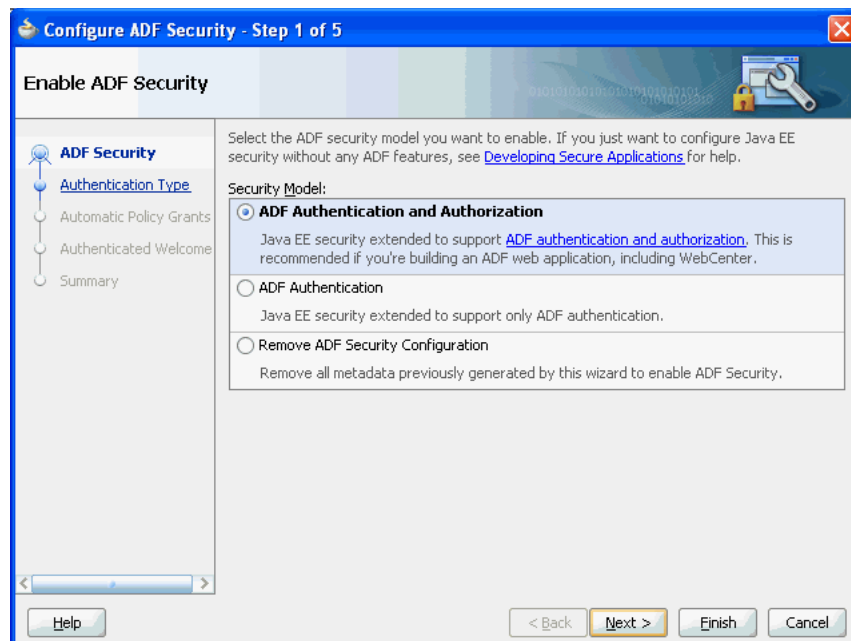 Configure ADF Security - Step 1 of 5
Enable ADF Security
010101010101010101010101
01010101010
ADF Security
Authentication Type
Automatic Policy Grants
Authenticated Welcome
Summary
Select the ADF security model you want to enable. If you just want to configure Java EE
security without any ADF features, see Developing Secure Applications for help.
Security Model:
ADF Authentication and Authorization
Java EE security extended to support ADF authentication and authorization. This is
recommended if you're building an ADF web application, including WebCenter.
ADF Authentication
Java EE security extended to support only ADF authentication.
Remove ADF Security Configuration
Remove all metadata previously generated by this wizard to enable ADF Security.
Help
< Back
Next >
Finish
Cancel